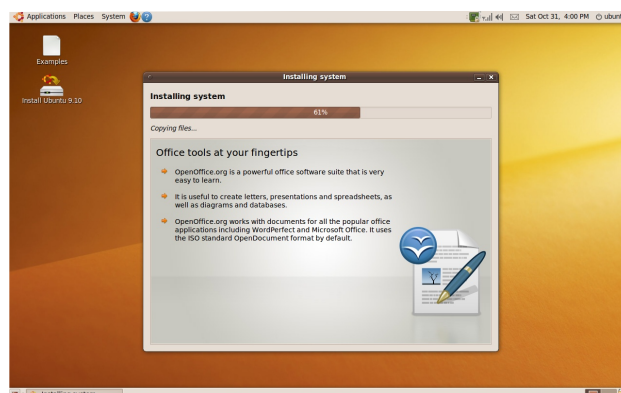 Applications Places System
Sat Oct 31, 4:00 PM ubunt
Examples
Install Ubuntu 9.10
Installing system
Installing system
61%
Copying files...
Office tools at your fingertips
OpenOffice.org is a powerful office software suite that is very
easy to learn.
It is useful to create letters, presentations and spreadsheets, as
well as diagrams and databases.
OpenOffice.org works with documents for all the popular office
applications including WordPerfect and Microsoft Office. It uses
the ISO standard OpenDocument format by default.
Installing system